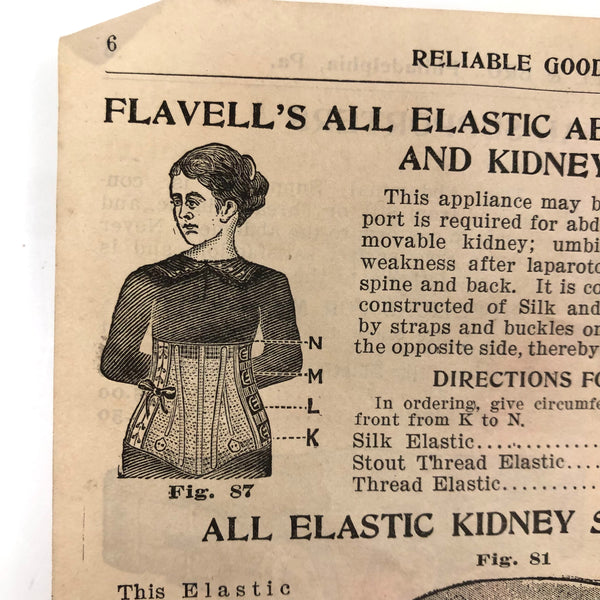 6
RELIABLE GOOD
FLAVELL'S ALL ELASTIC AB
AND KIDNEY
This appliance may b
port is required for abd
movable kidney; umbi
weakness after laparoto
spine and back. It is co
constructed of Silk and
by straps and buckles on
the opposite side, thereby
N
M
L
K
Fig. 87
DIRECTIONS FO
In ordering, give circumfe
front from K to N.
Silk Elastic....
Stout Thread Elastic....
Thread Elastic..........
ALL ELASTIC KIDNEY S
Fig. 81
This Elastic